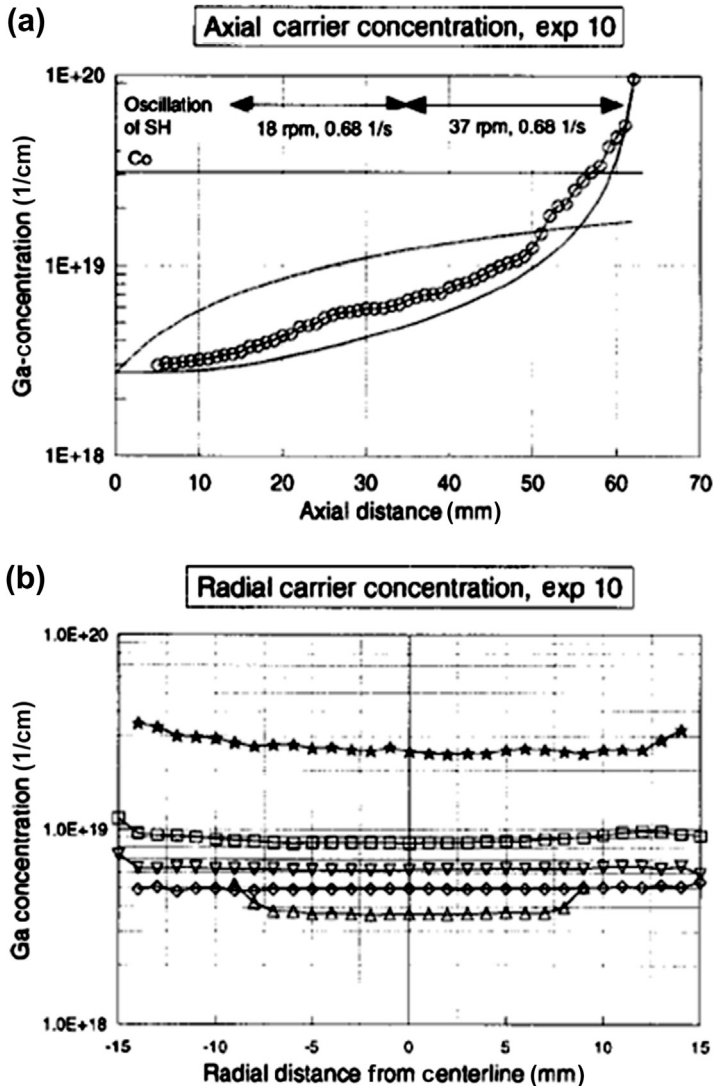 (a)
Axial carrier concentration, exp 10
1E+20
Oscillation
of SH
18 rpm, 0.68 1/s
37 rpm, 0.68 1/s
Co
1E+19
1E+18
Ga-concentration (1/cm)
0 10 20 30 40 50 60 70
Axial distance (mm)
(b)
Radial carrier concentration, exp 10
1.0E+20
1.0E+19
1.0E+18
Ga concentration (1/cm)
-15 -10 -5 0 5 10 15
Radial distance from centerline (mm)